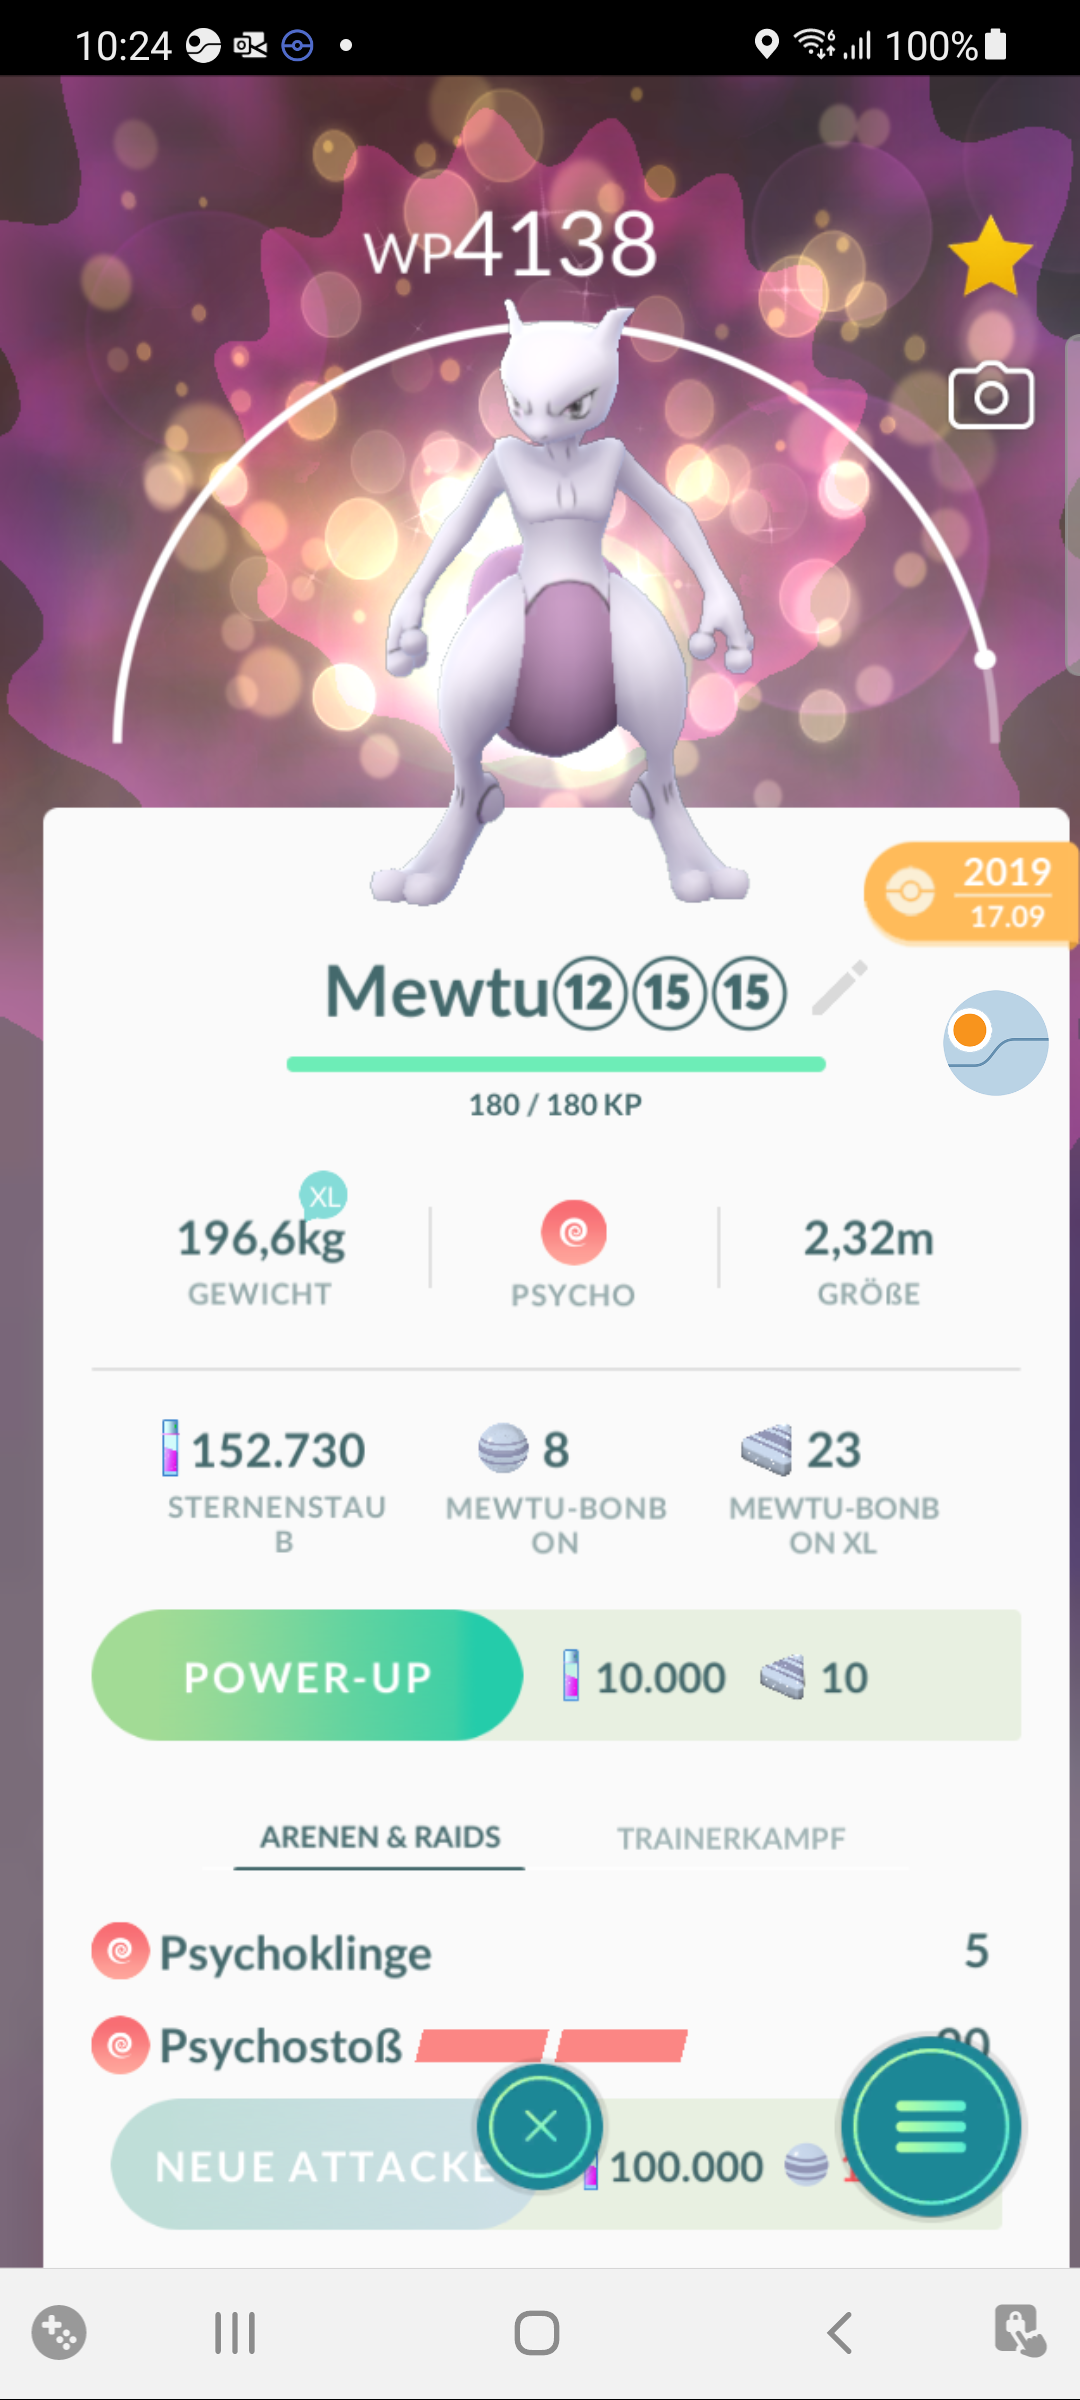 10:24
100%
WP4138
2019
17.09
Mewtu⑫⑮⑮
180 / 180 KP
XL
196,6kg
GEWICHT
PSYCHO
2,32m
GRÖßE
152.730
STERNENSTAU
B
8
MEWTU-BONB
ON
23
MEWTU-BONB
ON XL
POWER-UP
10.000
10
ARENEN & RAIDS
TRAINERKAMPF
Psychoklinge
5
Psychostoß
NEUE ATTACKE
100.000